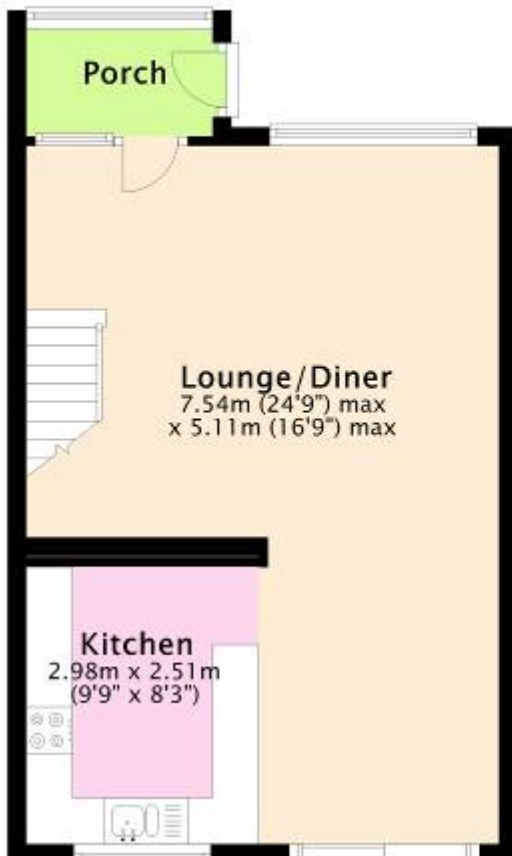 Porch
Lounge/Diner
7.54m (24'9") max
x 5.11m (16'9") max
Kitchen
2.98m x 2.51m
(9'9" x 8'3")